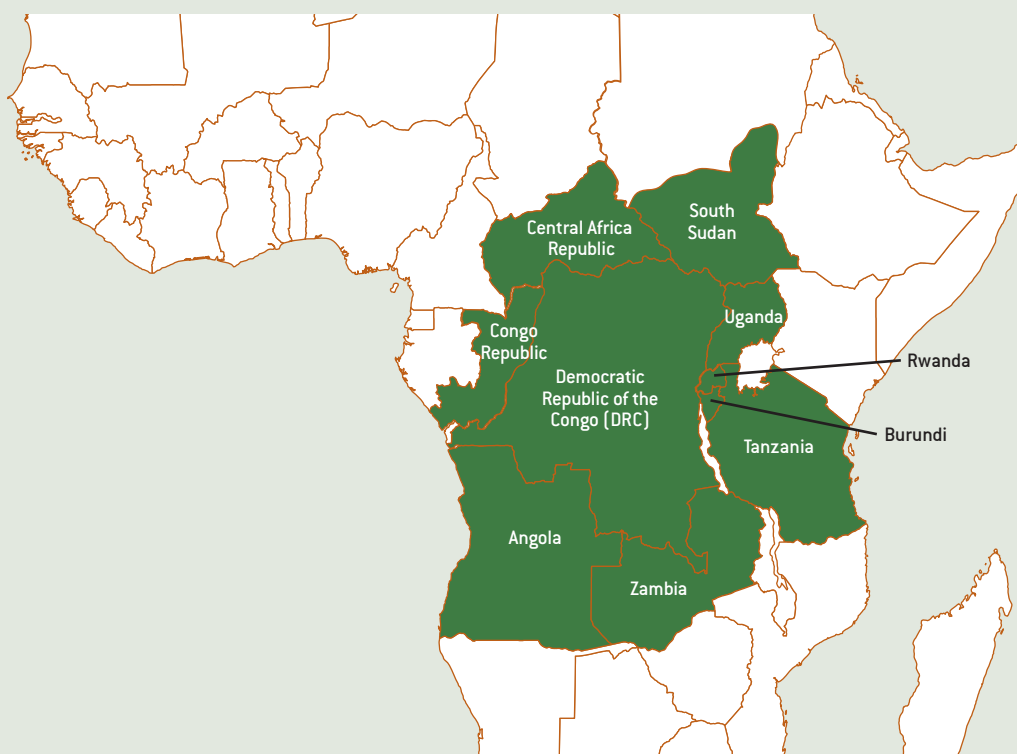 South
Sudan
Central Africa
Republic
Uganda
Congo
Republic
Rwanda
Democratic
Republic of the
Congo (DRC)
Burundi
Tanzania
Angola
Zambia